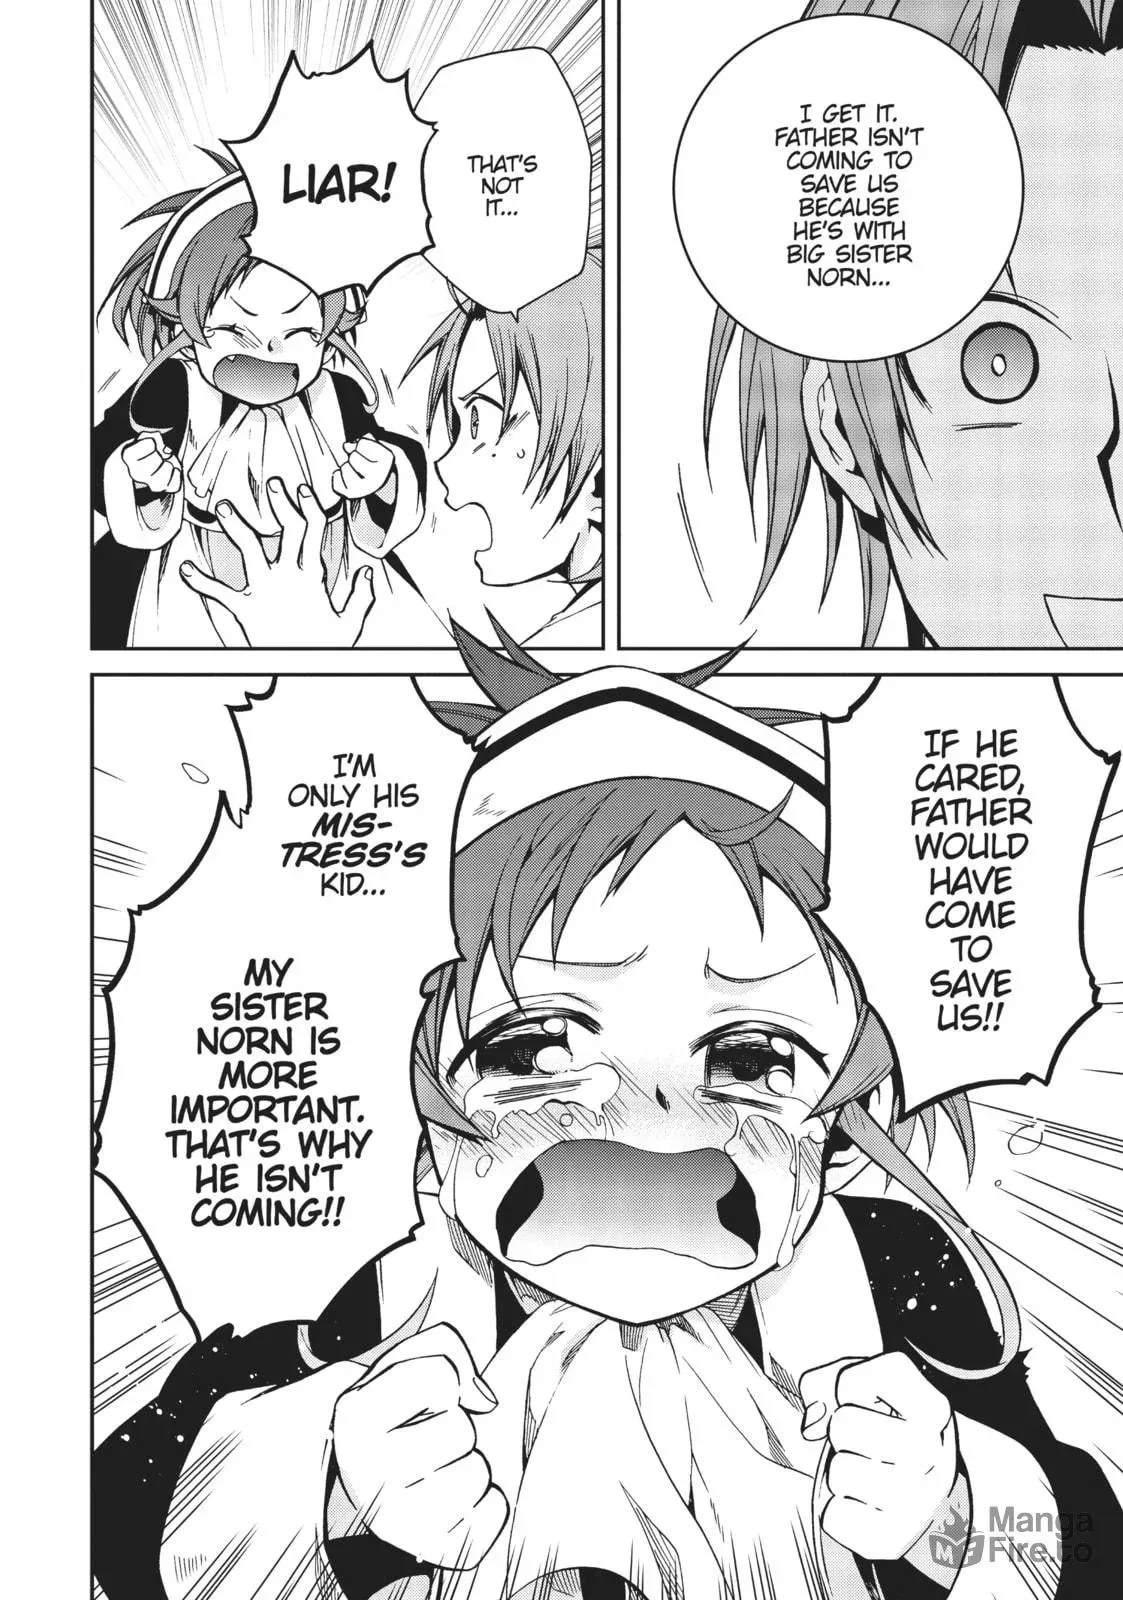 I GET IT.
FATHER ISN'T
COMING TO
SAVE US
BECAUSE
HE'S WITH
BIG SISTER
NORN...
THAT'S
NOT
IT...
LIAR!
IF HE
CARED,
FATHER
WOULD
HAVE
COME
TO
SAVE
US!!
I'M
ONLY HIS
MIS-
TRESS'S
KID...
MY
SISTER
NORN IS
MORE
IMPORTANT.
THAT'S WHY
HE ISN'T
COMING!!
Manga
Fire.to
MF